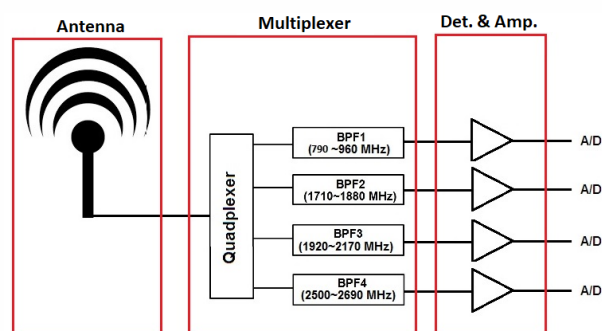 Antenna
Multiplexer
Det. & Amp.
Quadplexer
BPF1
(790 ~960 MHz)
A/D
BPF2
(1710~1880 MHz)
A/D
BPF3
(1920~2170 MHz)
A/D
BPF4
(2500~2690 MHz)
A/D